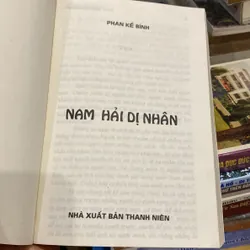 PHAN KẾ BÍNH
NAM HẢI DỊ NHÂN
NHÀ XUẤT BẢN THANH NIÊN